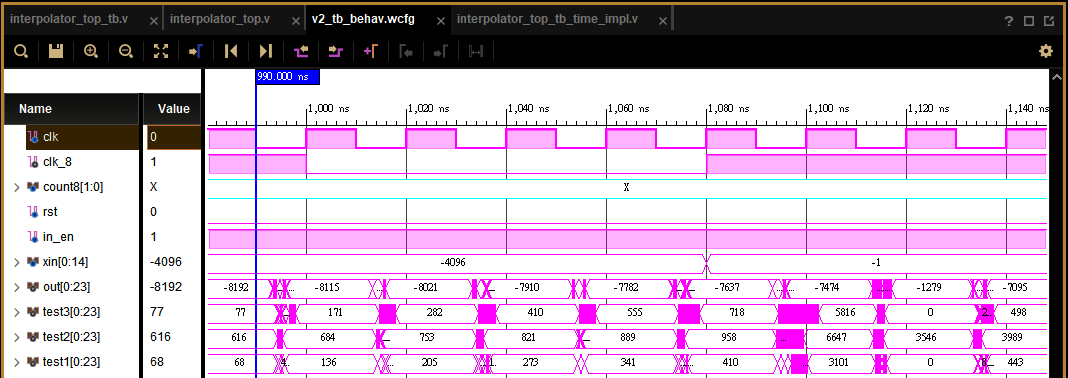 interpolator_top_tb.v × interpolator_top.v × v2_tb_behav.wcfg × interpolator_top_tb_time_impl.v × ?
990.000 ns
1,000 ns 1,020 ns 1,040 ns 1,060 ns 1,080 ns 1,100 ns 1,120 ns 1,140 ns
Name Value
clk 0
clk_8 1
count8[1:0] X X
rst 0
in_en 1
xin[0:14] -4096 -4096 -1
out[0:23] -8192 -8192 -8115 -8021 -7910 -7782 -7637 -7474 -1279 -7095
test3[0:23] 77 77 171 282 410 555 718 5816 0 2 498
test2[0:23] 616 616 684 753 821 889 958 6647 3546 3989
test1[0:23] 68 68 4 136 205 1 273 341 410 3101 0 443